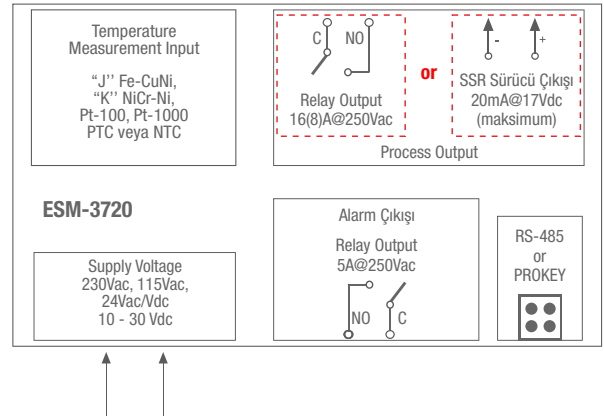 Temperature
Measurement Input
“J’’ Fe-CuNi,
“K’’ NiCr-Ni,
Pt-100, Pt-1000
PTC veya NTC
C
NO
Relay Output
16(8)A@250Vac
or
-
+
SSR Sürücü Çıkışı
20mA@17Vdc
(maksimum)
Process Output
ESM-3720
Supply Voltage
230Vac, 115Vac,
24Vac/Vdc
10 - 30 Vdc
Alarm Çıkışı
Relay Output
5A@250Vac
NO
C
RS-485
or
PROKEY